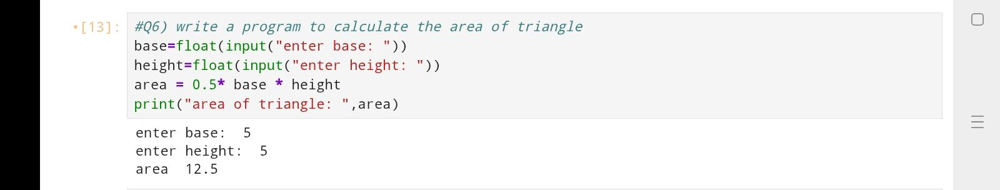 •[13]:
#Q6) write a program to calculate the area of triangle
base=float(input("enter base: "))
height=float(input("enter height: "))
area = 0.5* base * height
print("area of triangle: ",area)
enter base:  5
enter height:  5
area  12.5